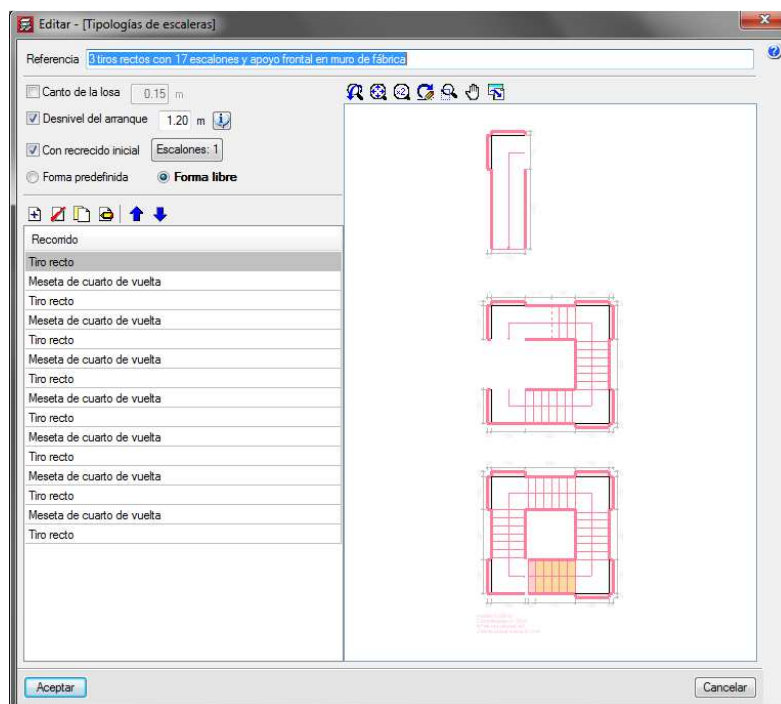 Editar - [Tipologías de escaleras]
Referencia 3 tiros rectos con 17 escalones y apoyo frontal en muro de fábrica
Canto de la losa 0.15 m
Desnivel del arranque 1.20 m
Con recrecido inicial Escalones: 1
Forma predefinida Forma libre
Recorrido
Tiro recto
Meseta de cuarto de vuelta
Tiro recto
Meseta de cuarto de vuelta
Tiro recto
Meseta de cuarto de vuelta
Tiro recto
Meseta de cuarto de vuelta
Tiro recto
Meseta de cuarto de vuelta
Tiro recto
Meseta de cuarto de vuelta
Tiro recto
Meseta de cuarto de vuelta
Tiro recto
Aceptar
Cancelar